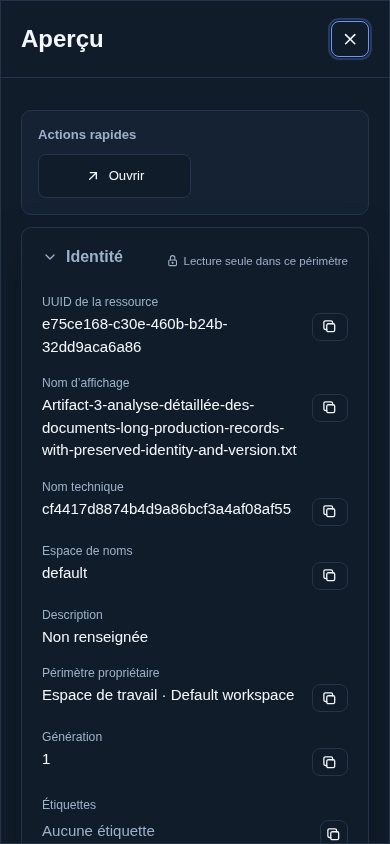 Aperçu
Actions rapides
Ouvrir
Identité
Lecture seule dans ce périmètre
UUID de la ressource
e75ce168-c30e-460b-b24b-
32dd9aca6a86
Nom d’affichage
Artifact-3-analyse-détaillée-des-
documents-long-production-records-
with-preserved-identity-and-version.txt
Nom technique
cf4417d8874b4d9a86bcf3a4af08af55
Espace de noms
default
Description
Non renseignée
Périmètre propriétaire
Espace de travail · Default workspace
Génération
1
Étiquettes
Aucune étiquette